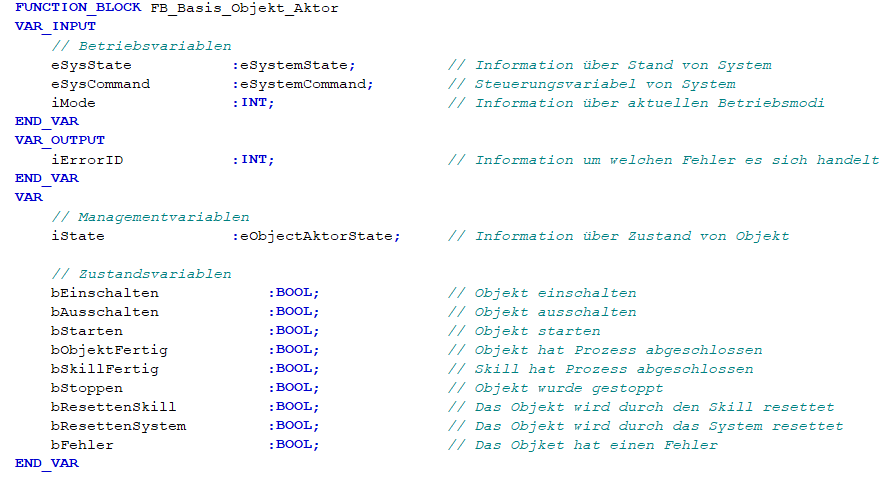 FUNCTION_BLOCK FB_Basis_Objekt_Aktor
VAR_INPUT
// Betriebsvariablen
eSysState :eSystemState; // Information über Stand von System
eSysCommand :eSystemCommand; // Steuerungsvariabel von System
iMode :INT; // Information über aktuellen Betriebsmodi
END_VAR
VAR_OUTPUT
iErrorID :INT; // Information um welchen Fehler es sich handelt
END_VAR
VAR
// Managementvariablen
iState :eObjectAktorState; // Information über Zustand von Objekt
// Zustandsvariablen
bEinschalten :BOOL; // Objekt einschalten
bAusschalten :BOOL; // Objekt ausschalten
bStarten :BOOL; // Objekt starten
bObjektFertig :BOOL; // Objekt hat Prozess abgeschlossen
bSkillFertig :BOOL; // Skill hat Prozess abgeschlossen
bStoppen :BOOL; // Objekt wurde gestoppt
bResettenSkill :BOOL; // Das Objekt wird durch den Skill resettet
bResettenSystem :BOOL; // Das Objekt wird durch das System resettet
bFehler :BOOL; // Das Objket hat einen Fehler
END_VAR